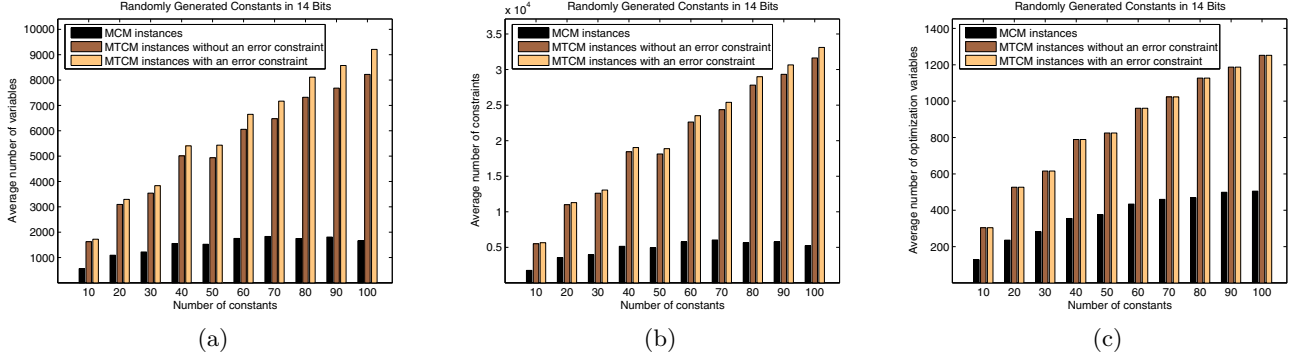 Randomly Generated Constants in 14 Bits
MCM instances
MTCM instances without an error constraint
MTCM instances with an error constraint
Average number of variables
10000
9000
8000
7000
6000
5000
4000
3000
2000
1000
10 20 30 40 50 60 70 80 90 100
Number of constants
(a)
x 10^4
Randomly Generated Constants in 14 Bits
MCM instances
MTCM instances without an error constraint
MTCM instances with an error constraint
Average number of constraints
3.5
3
2.5
2
1.5
1
0.5
10 20 30 40 50 60 70 80 90 100
Number of constants
(b)
Randomly Generated Constants in 14 Bits
MCM instances
MTCM instances without an error constraint
MTCM instances with an error constraint
Average number of optimization variables
1400
1200
1000
800
600
400
200
10 20 30 40 50 60 70 80 90 100
Number of constants
(c)